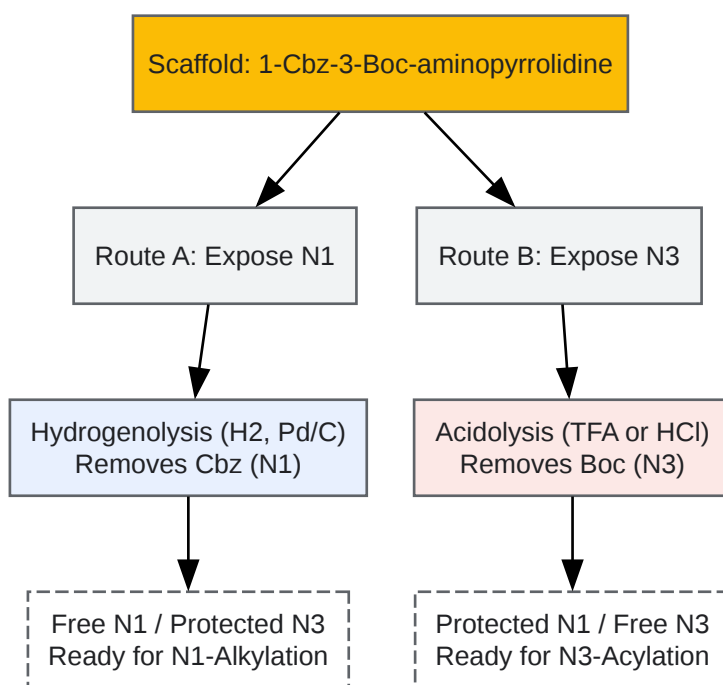 Scaffold: 1-Cbz-3-Boc-aminopyrrolidine
Route A: Expose N1
Route B: Expose N3
Hydrogenolysis (H2, Pd/C)
Removes Cbz (N1)
Acidolysis (TFA or HCl)
Removes Boc (N3)
Free N1 / Protected N3
Ready for N1-Alkylation
Protected N1 / Free N3
Ready for N3-Acylation